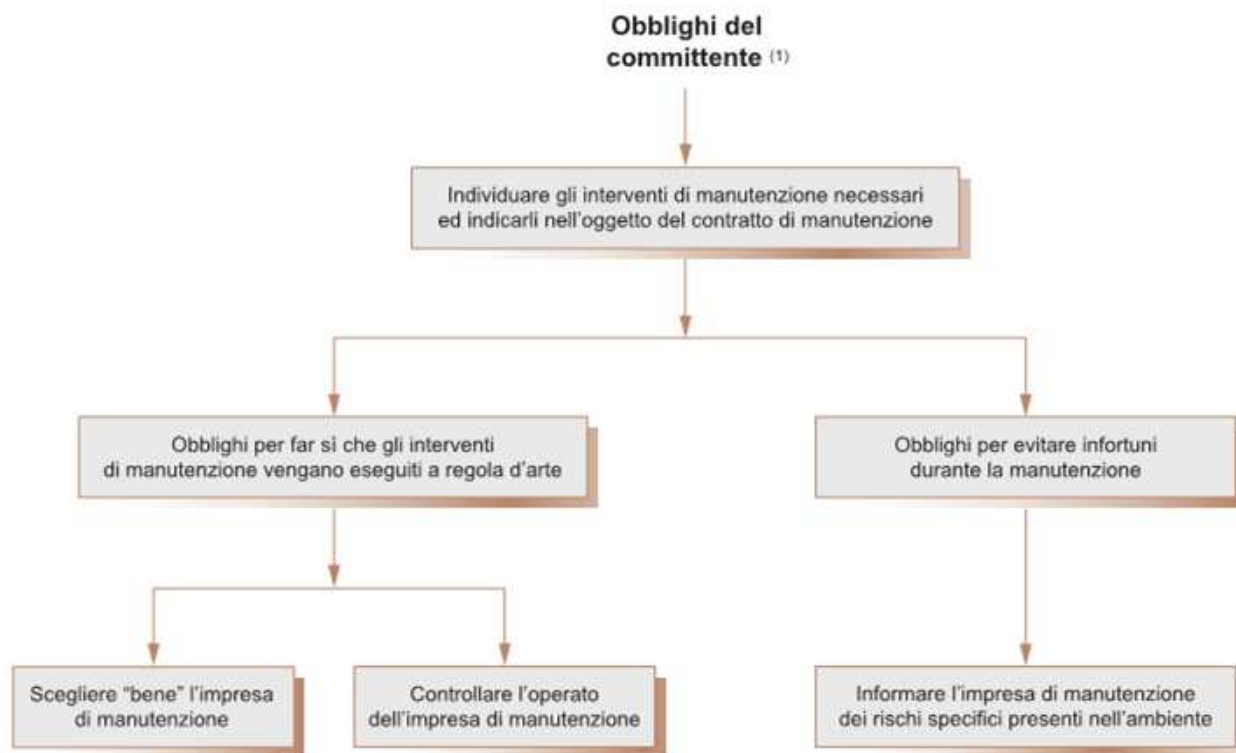 Obblighi del
committente (1)
Individuare gli interventi di manutenzione necessari
ed indicarli nell'oggetto del contratto di manutenzione
Obblighi per far sì che gli interventi
di manutenzione vengano eseguiti a regola d'arte
Obblighi per evitare infortuni
durante la manutenzione
Scegliere “bene” l'impresa
di manutenzione
Controllare l'operato
dell'impresa di manutenzione
Informare l'impresa di manutenzione
dei rischi specifici presenti nell'ambiente